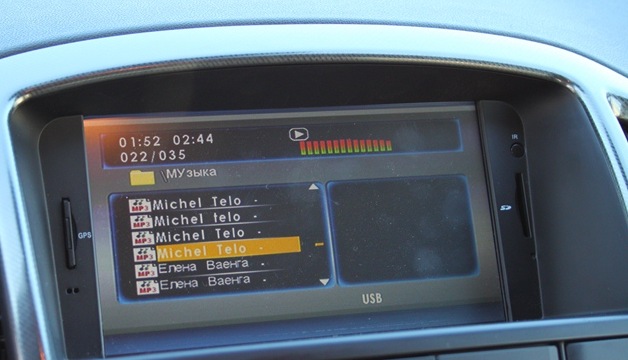 01:52 02:44
022/035
\МУзыка
MP3 Michel Telo -
MP3 Michel telo -
MP3 Michel Telo -
MP3 Michel Telo -
MP3 Елена Ваенга -
MP3 Елена Ваенга -
USB
GPS
IR
SD